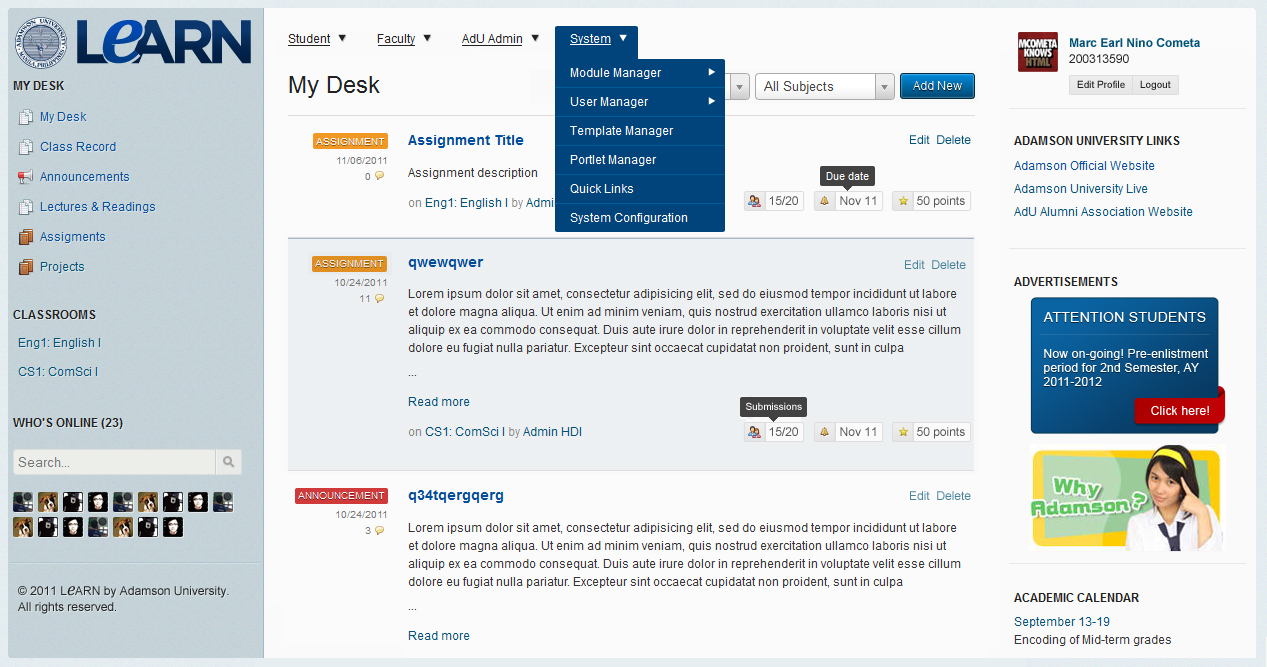 LeARN
MY DESK
My Desk
Class Record
Announcements
Lectures & Readings
Assigments
Projects
CLASSROOMS
Eng1: English I
CS1: ComSci I
WHO'S ONLINE (23)
Search...
© 2011 LeARN by Adamson University.
All rights reserved.
Student
Faculty
AdU Admin
System
Module Manager
User Manager
Template Manager
Portlet Manager
Quick Links
System Configuration
My Desk
All Subjects
Add New
ASSIGNMENT
11/06/2011
0
Assignment Title
Edit Delete
Assignment description
Due date
on Eng1: English I by Admi
15/20
Nov 11
50 points
ASSIGNMENT
10/24/2011
11
qwewqwer
Edit Delete
Lorem ipsum dolor sit amet, consectetur adipisicing elit, sed do eiusmod tempor incididunt ut labore
et dolore magna aliqua. Ut enim ad minim veniam, quis nostrud exercitation ullamco laboris nisi ut
aliquip ex ea commodo consequat. Duis aute irure dolor in reprehenderit in voluptate velit esse cillum
dolore eu fugiat nulla pariatur. Excepteur sint occaecat cupidatat non proident, sunt in culpa
...
Read more
Submissions
on CS1: ComSci I by Admin HDI
15/20
Nov 11
50 points
ANNOUNCEMENT
10/24/2011
3
q34tqergqerg
Edit Delete
Lorem ipsum dolor sit amet, consectetur adipisicing elit, sed do eiusmod tempor incididunt ut labore
et dolore magna aliqua. Ut enim ad minim veniam, quis nostrud exercitation ullamco laboris nisi ut
aliquip ex ea commodo consequat. Duis aute irure dolor in reprehenderit in voluptate velit esse cillum
dolore eu fugiat nulla pariatur. Excepteur sint occaecat cupidatat non proident, sunt in culpa
...
Read more
MCOMETA
KNOWS
HTML
Marc Earl Nino Cometa
200313590
Edit Profile
Logout
ADAMSON UNIVERSITY LINKS
Adamson Official Website
Adamson University Live
AdU Alumni Association Website
ADVERTISEMENTS
ATTENTION STUDENTS
Now on-going! Pre-enlistment
period for 2nd Semester, AY
2011-2012
Click here!
Why
Adamson?
ACADEMIC CALENDAR
September 13-19
Encoding of Mid-term grades